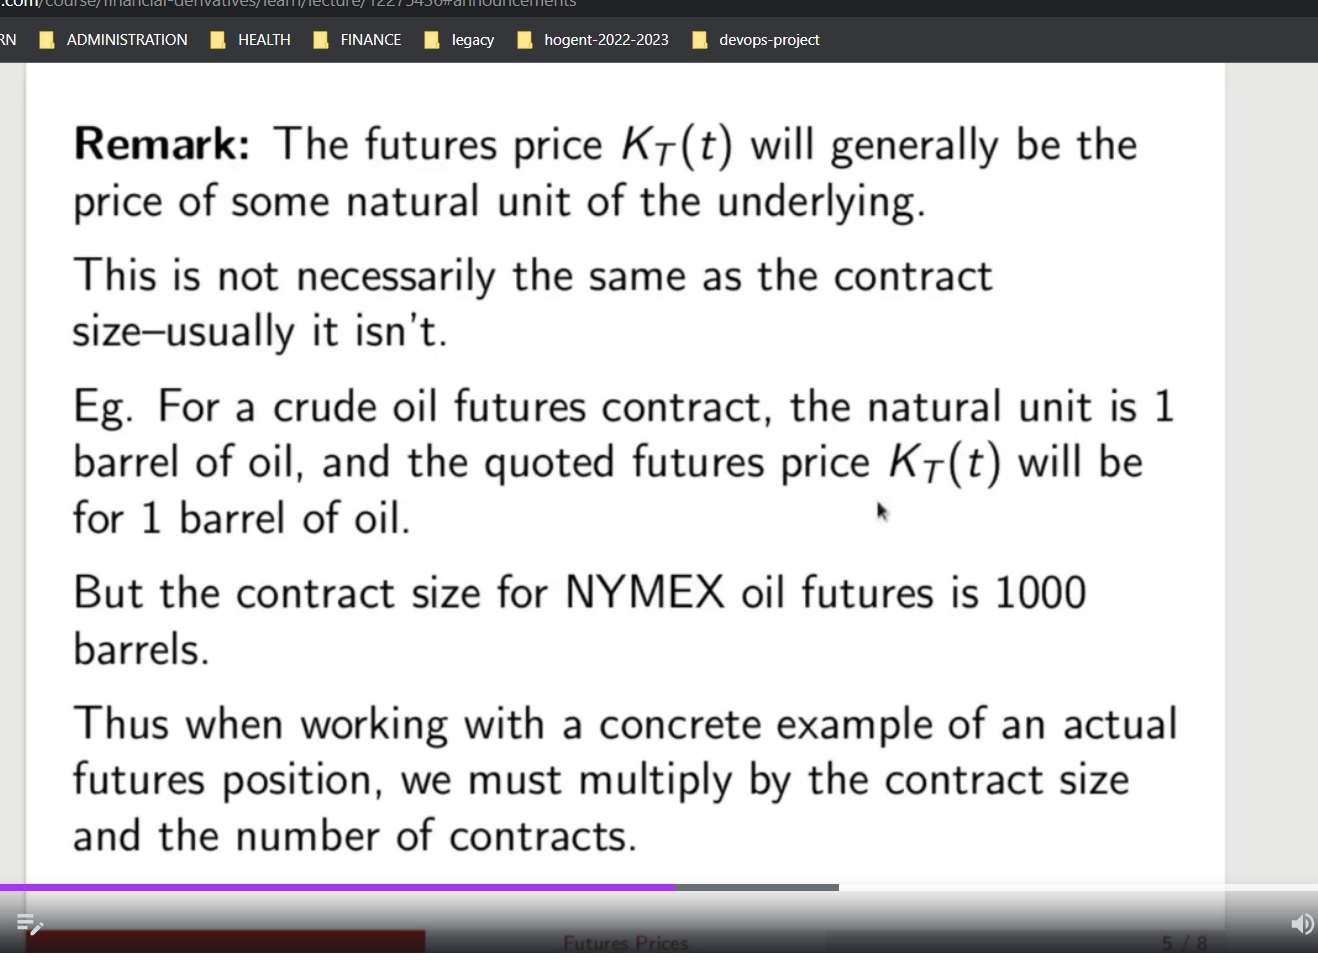 .com/course/financial-derivatives/learn/lecture/12275430#announcements
RN ADMINISTRATION HEALTH FINANCE legacy hogent-2022-2023 devops-project
Remark: The futures price K_T(t) will generally be the
price of some natural unit of the underlying.
This is not necessarily the same as the contract
size–usually it isn't.
Eg. For a crude oil futures contract, the natural unit is 1
barrel of oil, and the quoted futures price K_T(t) will be
for 1 barrel of oil.
But the contract size for NYMEX oil futures is 1000
barrels.
Thus when working with a concrete example of an actual
futures position, we must multiply by the contract size
and the number of contracts.
Futures Prices 5 / 8